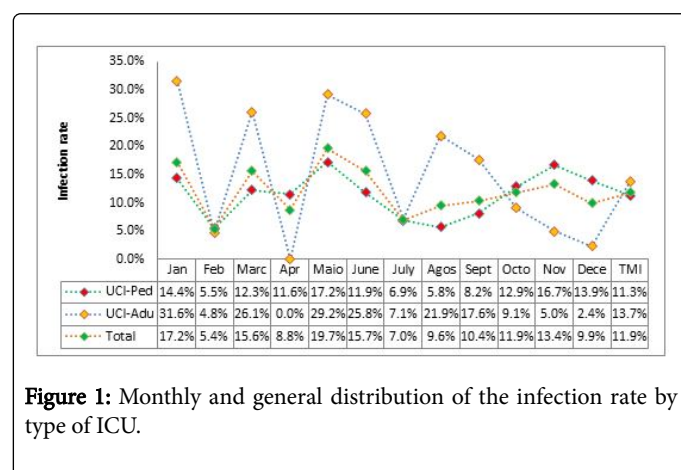 35.0%
30.0%
25.0%
20.0%
15.0%
10.0%
5.0%
0.0%
Infection rate
Jan Feb Marc Apr Maio June July Agos Sept Octo Nov Dece TMI
UCI-Ped 14.4% 5.5% 12.3% 11.6% 17.2% 11.9% 6.9% 5.8% 8.2% 12.9% 16.7% 13.9% 11.3%
UCI-Adu 31.6% 4.8% 26.1% 0.0% 29.2% 25.8% 7.1% 21.9% 17.6% 9.1% 5.0% 2.4% 13.7%
Total 17.2% 5.4% 15.6% 8.8% 19.7% 15.7% 7.0% 9.6% 10.4% 11.9% 13.4% 9.9% 11.9%
Figure 1: Monthly and general distribution of the infection rate by
type of ICU.